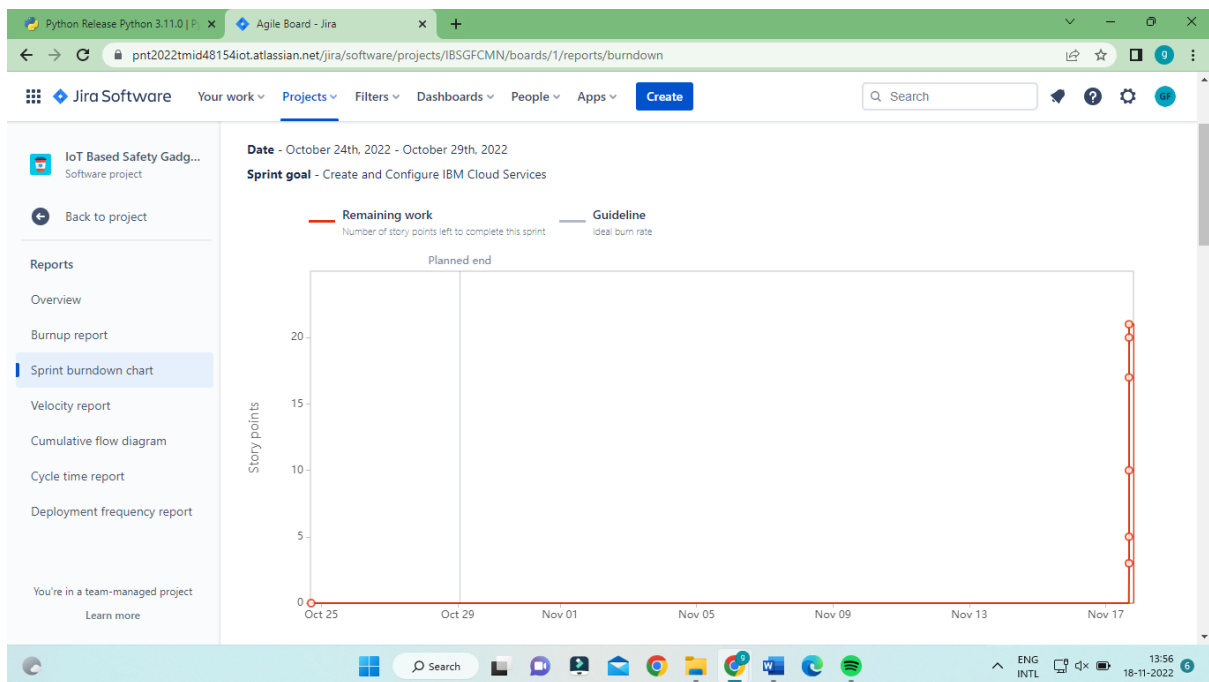 Python Release Python 3.11.0 | Py
Agile Board - Jira
pnt2022tmid48154iot.atlassian.net/jira/software/projects/IBSGFCMN/boards/1/reports/burndown
g
Jira Software
Your work
Projects
Filters
Dashboards
People
Apps
Create
Search
GF
IoT Based Safety Gadg...
Software project
Back to project
Reports
Overview
Burnup report
Sprint burndown chart
Velocity report
Cumulative flow diagram
Cycle time report
Deployment frequency report
You're in a team-managed project
Learn more
Date - October 24th, 2022 - October 29th, 2022
Sprint goal - Create and Configure IBM Cloud Services
Remaining work
Number of story points left to complete this sprint
Guideline
Ideal burn rate
Planned end
Story points
20
15
10
5
0
Oct 25
Oct 29
Nov 01
Nov 05
Nov 09
Nov 13
Nov 17
Search
g
ENG
INTL
13:56
18-11-2022
6